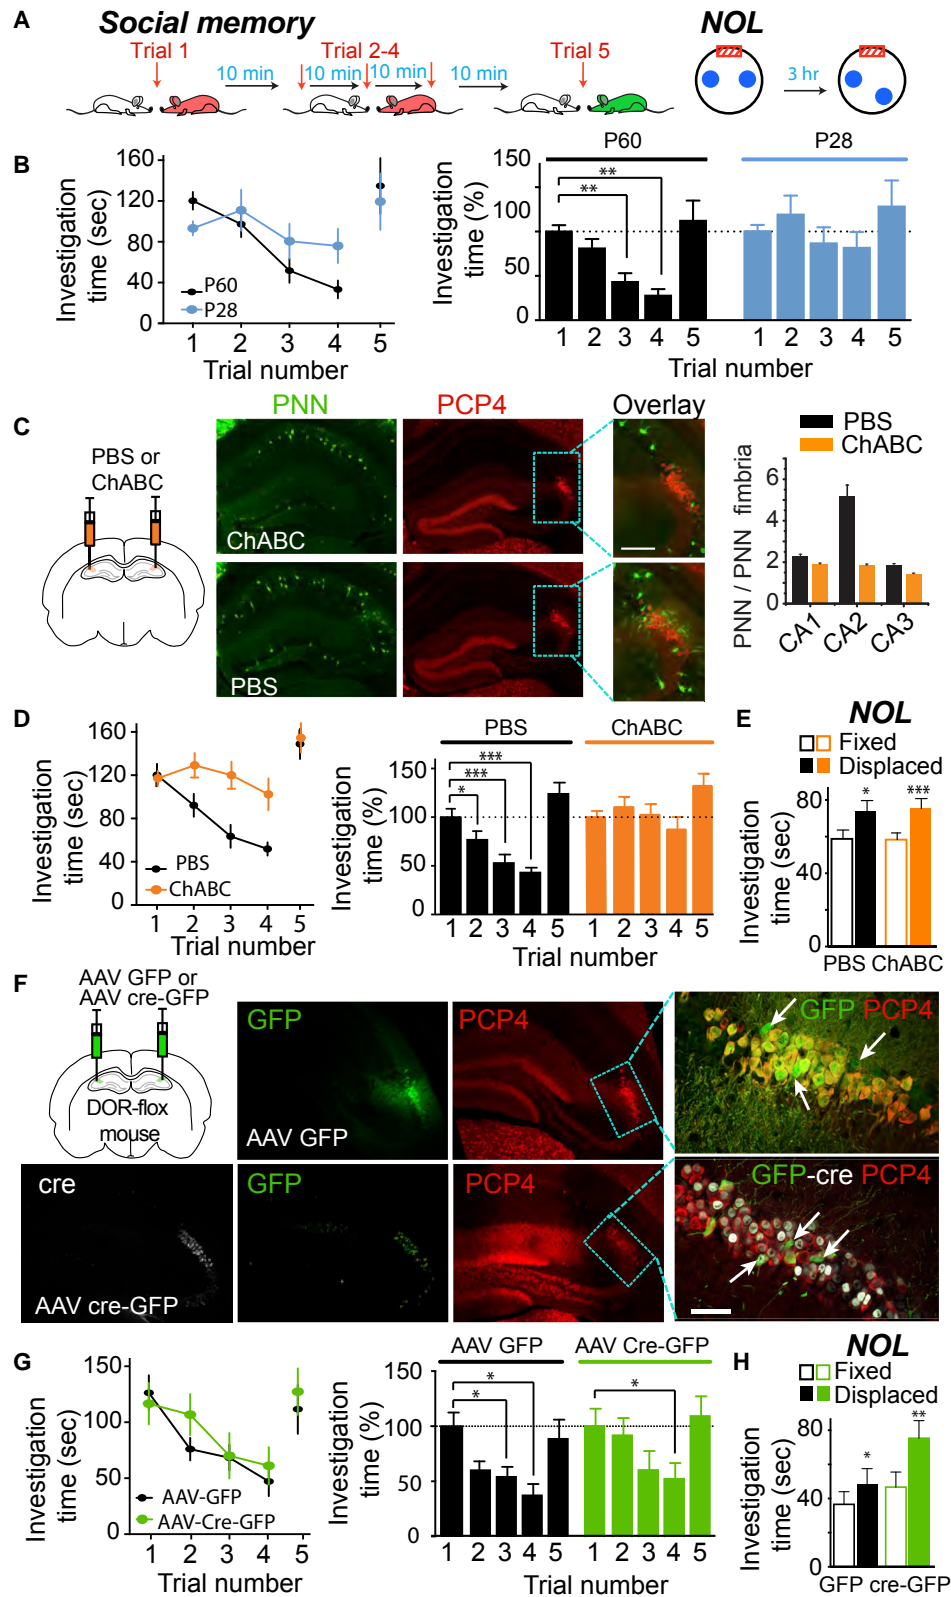 A
Social memory
NOL
Trial 1
Trial 2-4
Trial 5
10 min
10 min
10 min
10 min
3 hr
B
Investigation
time (sec)
160
120
80
40
0
P60
P28
1 2 3 4 5
Trial number
P60
P28
Investigation
time (%)
150
100
50
0
**
**
1 2 3 4 5
1 2 3 4 5
Trial number
C
PBS or
ChABC
PNN
PCP4
Overlay
ChABC
PBS
PBS
ChABC
PNN / PNN fimbria
6
4
2
0
CA1
CA2
CA3
D
Investigation
time (sec)
160
120
80
40
0
PBS
ChABC
1 2 3 4 5
Trial number
PBS
ChABC
Investigation
time (%)
150
100
50
0
***
***
*
1 2 3 4 5
1 2 3 4 5
Trial number
E
NOL
Fixed
Displaced
Investigation
time (sec)
80
40
0
*
***
PBS ChABC
F
AAV GFP or
AAV cre-GFP
DOR-flox
mouse
GFP
AAV GFP
PCP4
GFP PCP4
cre
AAV cre-GFP
GFP
PCP4
GFP-cre PCP4
G
Investigation
time (sec)
150
100
50
0
AAV-GFP
AAV-Cre-GFP
1 2 3 4 5
Trial number
AAV GFP
AAV Cre-GFP
Investigation
time (%)
100
50
0
*
*
*
1 2 3 4 5
1 2 3 4 5
Trial number
H
NOL
Fixed
Displaced
Investigation
time (sec)
80
40
0
*
**
GFP cre-GFP